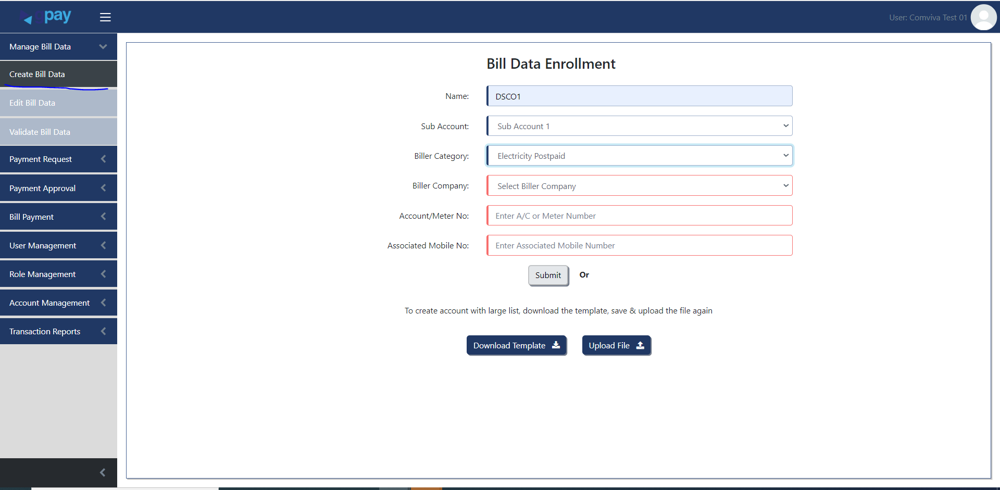 pay
User: Comviva Test 01
Manage Bill Data
Create Bill Data
Edit Bill Data
Validate Bill Data
Payment Request
Payment Approval
Bill Payment
User Management
Role Management
Account Management
Transaction Reports
Bill Data Enrollment
Name: DSCO1
Sub Account: Sub Account 1
Biller Category: Electricity Postpaid
Biller Company: Select Biller Company
Account/Meter No: Enter A/C or Meter Number
Associated Mobile No: Enter Associated Mobile Number
Submit Or
To create account with large list, download the template, save & upload the file again
Download Template Upload File